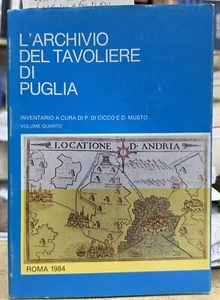 L'ARCHIVIO
DEL TAVOLIERE
DI
PUGLIA
INVENTARIO A CURA DI P. DI CICCO E D. MUSTO
VOLUME QUARTO
LOCATIONE D'ANDRIA
ROMA 1984